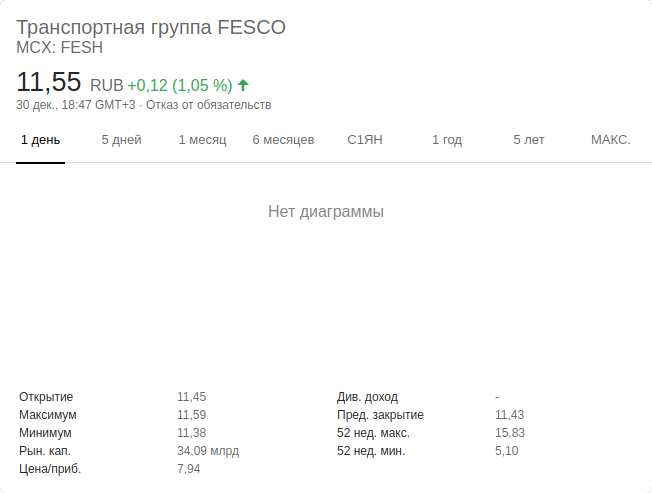 Транспортная группа FESCO
MCX: FESH
11,55 RUB +0,12 (1,05 %)
30 дек., 18:47 GMT+3 · Отказ от обязательств
1 день 5 дней 1 месяц 6 месяцев С1ЯН 1 год 5 лет МАКС.
Нет диаграммы
Открытие 11,45 Див. доход -
Максимум 11,59 Пред. закрытие 11,43
Минимум 11,38 52 нед. макс. 15,83
Рын. кап. 34,09 млрд 52 нед. мин. 5,10
Цена/приб. 7,94